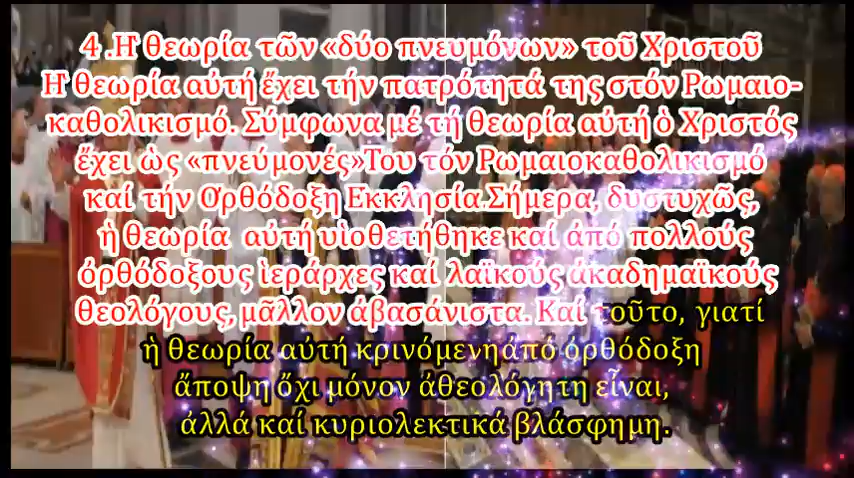 4 .Ἡ θεωρία τῶν «δύο πνευμόνων» τοῦ Χριστοῦ
Ἡ θεωρία αὐτή ἔχει τήν πατρότητά της στόν Ρωμαιο-
καθολικισμό. Σύμφωνα μέ τή θεωρία αὐτή ὁ Χριστός
ἔχει ὡς «πνεύμονές»Του τόν Ρωμαιοκαθολικισμό
καί τήν Ὀρθόδοξη Εκκλησία.Σήμερα, δυστυχῶς,
ἡ θεωρία αὐτή υἱοθετήθηκε καί ἀπό πολλούς
ὀρθόδοξους ἱεράρχες καί λαϊκούς ἀκαδημαϊκούς
θεολόγους, μᾶλλον ἀβασάνιστα. Καί τοῦτο, γιατί
ἡ θεωρία αὐτή κρινόμενηἀπό ὀρθόδοξη
ἄποψη ὄχι μόνον ἀθεολόγητη εἶναι,
ἀλλά καί κυριολεκτικά βλάσφημη.